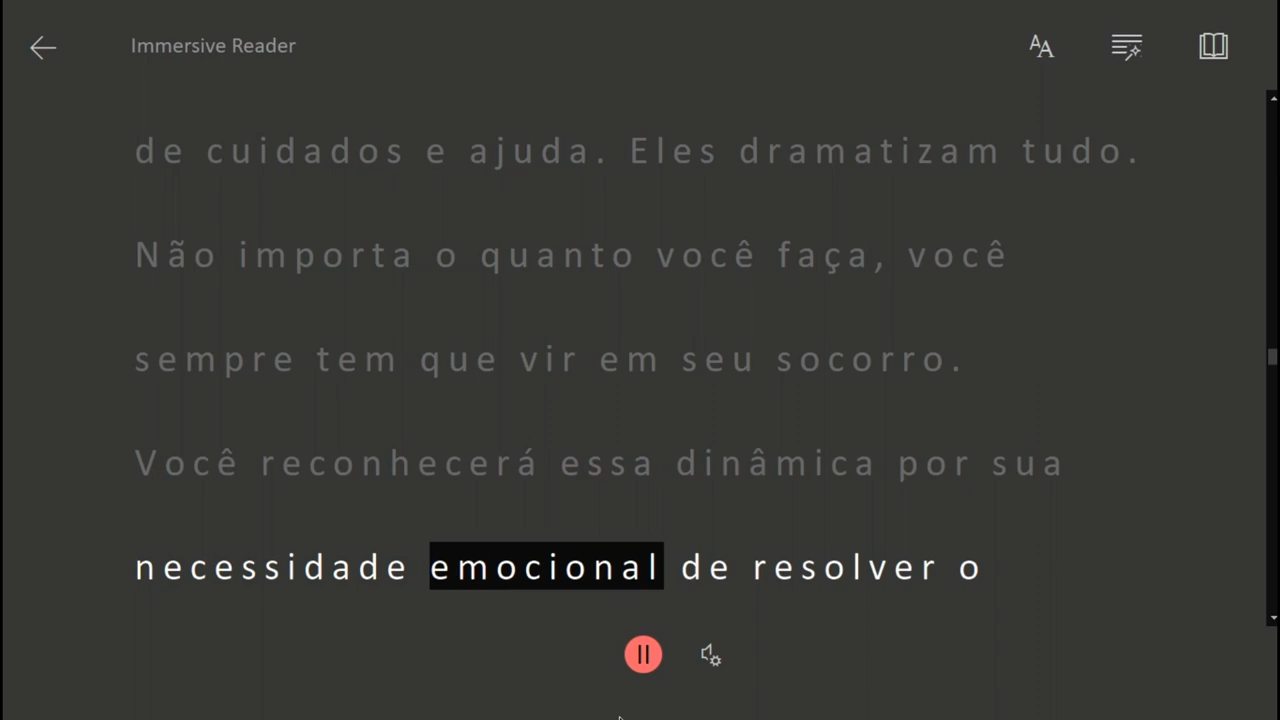 Immersive Reader
de cuidados e ajuda. Eles dramatizam tudo.
Não importa o quanto você faça, você
sempre tem que vir em seu socorro.
Você reconhecerá essa dinâmica por sua
necessidade emocional de resolver o